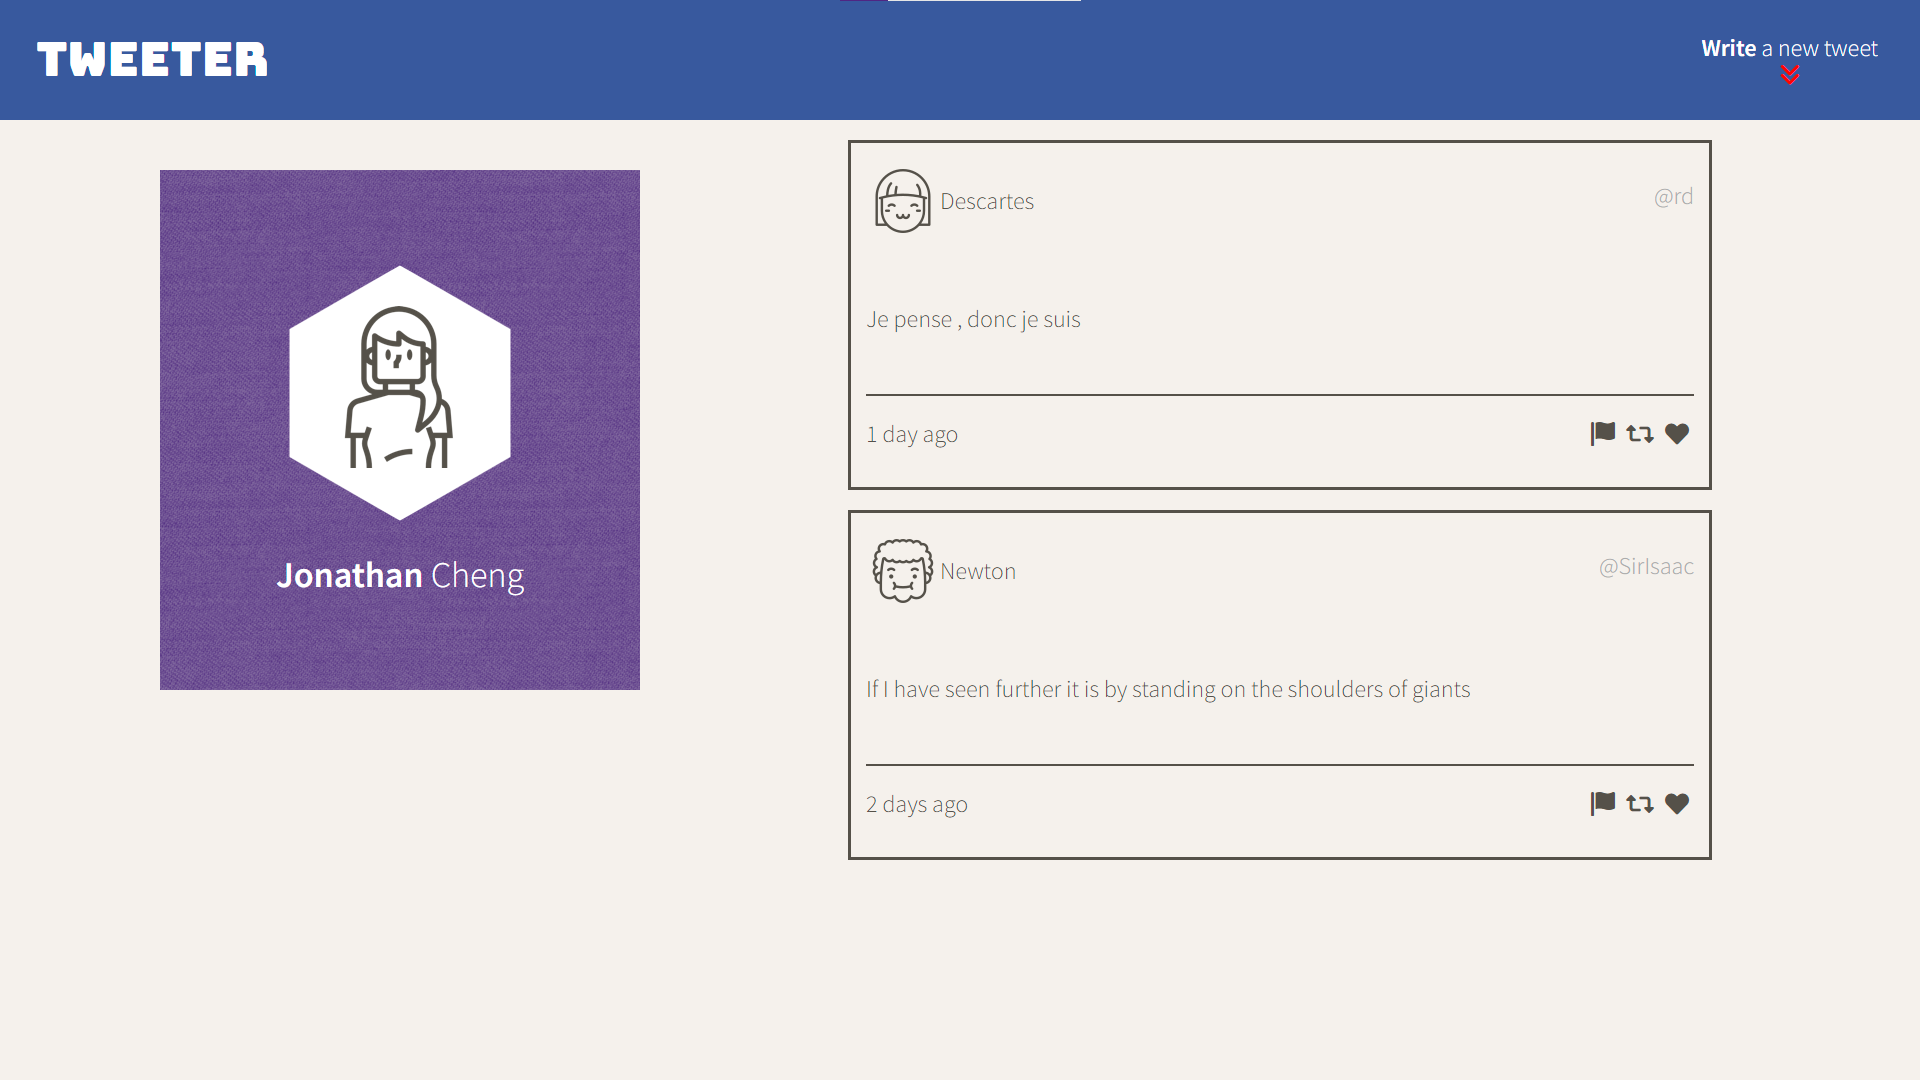 TWEETER
Write a new tweet
Jonathan Cheng
Descartes
@rd
Je pense , donc je suis
1 day ago
Newton
@SirIsaac
If I have seen further it is by standing on the shoulders of giants
2 days ago